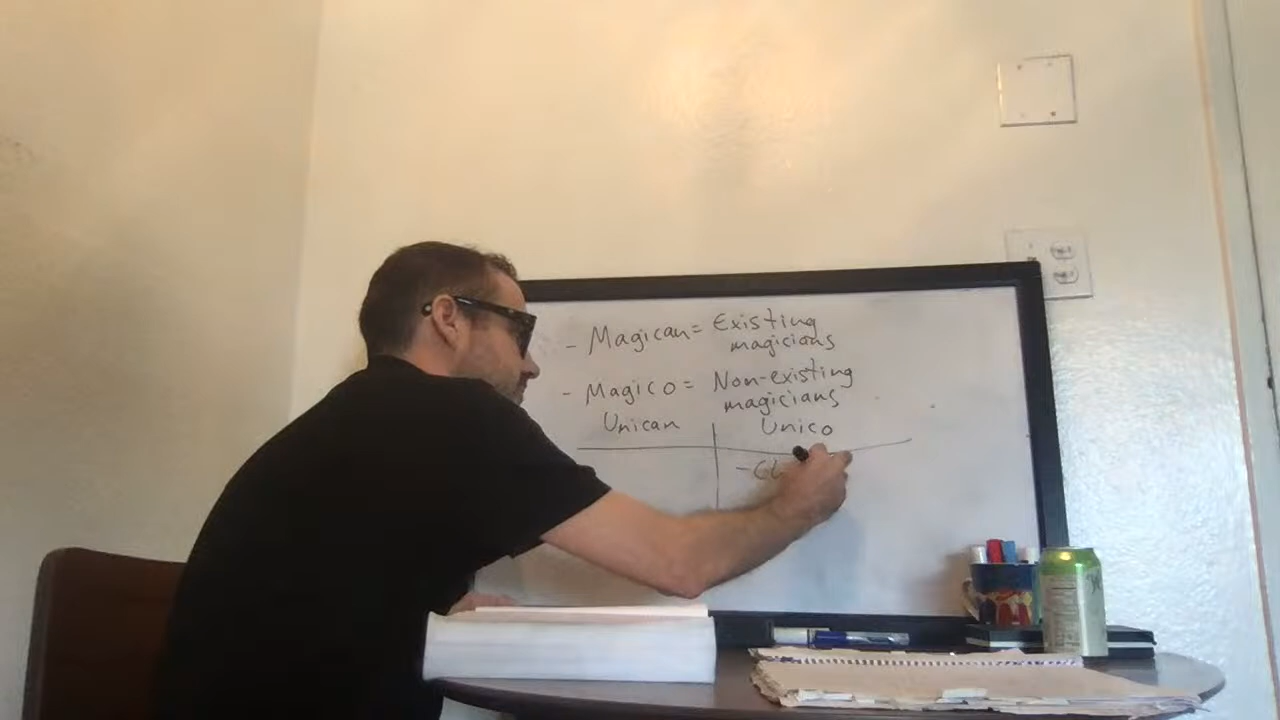 - Magican = Existing
magicians
- Magico = Non-existing
magicians
Unican Unico